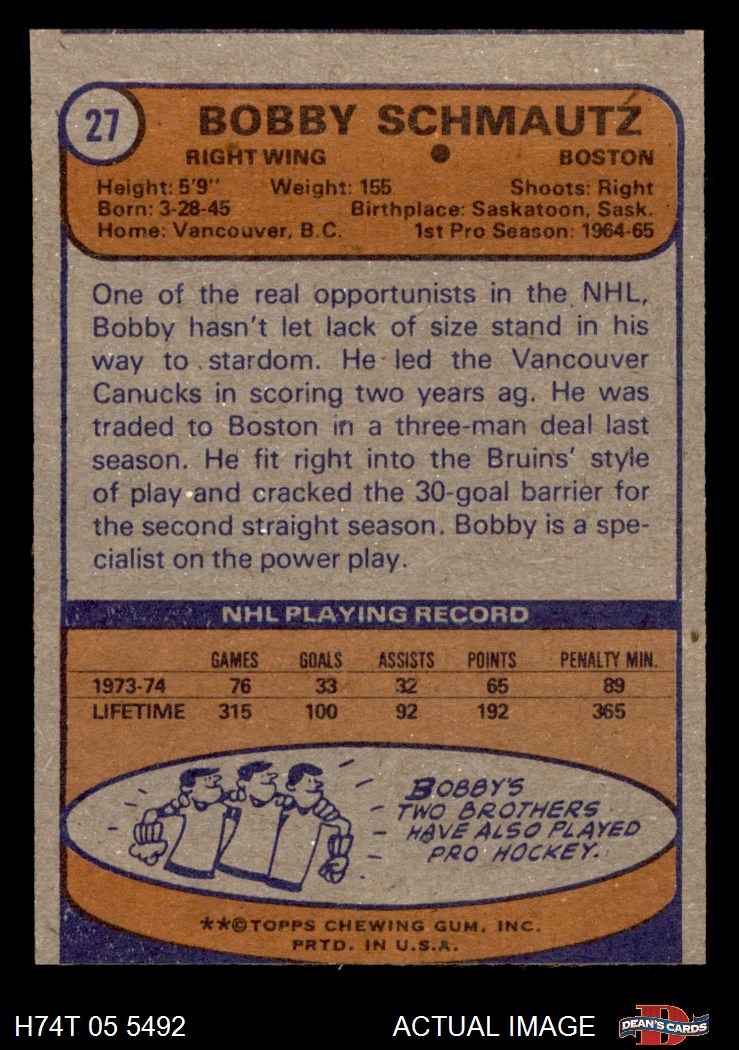 27
BOBBY SCHMAUTZ
RIGHT WING ● BOSTON
Height: 5'9" Weight: 155 Shoots: Right
Born: 3-28-45 Birthplace: Saskatoon, Sask.
Home: Vancouver, B.C. 1st Pro Season: 1964-65
One of the real opportunists in the NHL,
Bobby hasn't let lack of size stand in his
way to stardom. He led the Vancouver
Canucks in scoring two years ag. He was
traded to Boston in a three-man deal last
season. He fit right into the Bruins' style
of play and cracked the 30-goal barrier for
the second straight season. Bobby is a spe-
cialist on the power play.
NHL PLAYING RECORD
GAMES GOALS ASSISTS POINTS PENALTY MIN.
1973-74 76 33 32 65 89
LIFETIME 315 100 92 192 365
BOBBY'S
TWO BROTHERS
HAVE ALSO PLAYED
PRO HOCKEY.
**©TOPPS CHEWING GUM, INC.
PRTD. IN U.S.A.
H74T 05 5492 ACTUAL IMAGE
D
DEAN'S CARDS